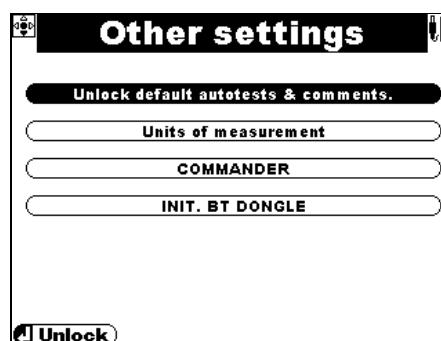 Other settings
Unlock default autotests & comments.
Units of measurement
COMMANDER
INIT. BT DONGLE
Unlock